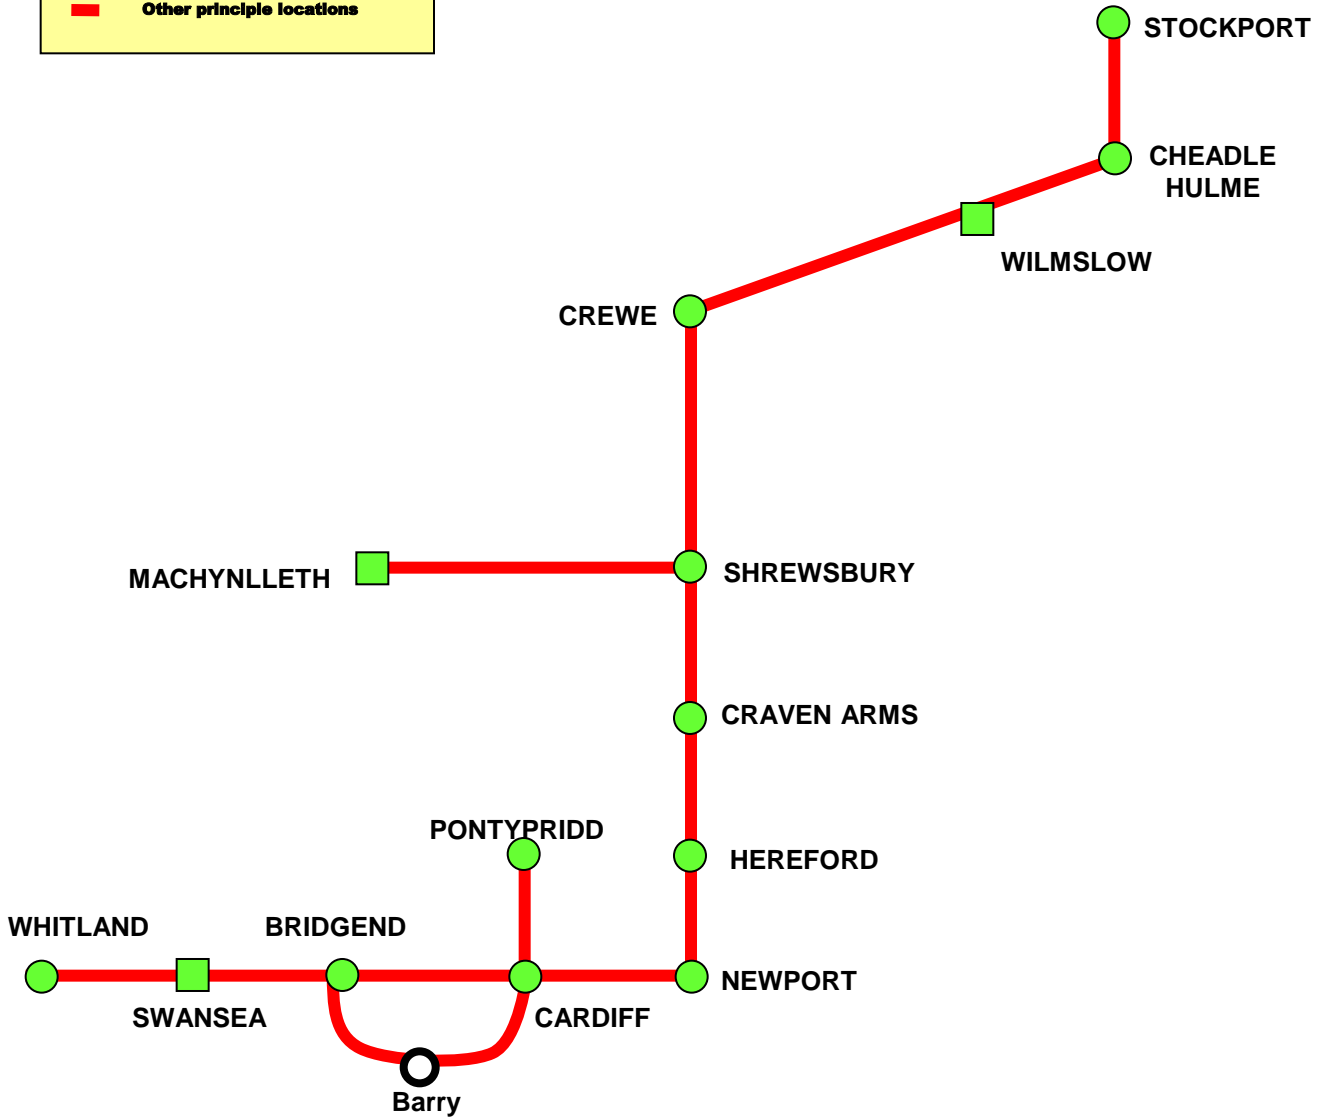 Other principle locations
STOCKPORT
CHEADLE
HULME
WILMSLOW
CREWE
MACHYNLLETH
SHREWSBURY
CRAVEN ARMS
PONTYPRIDD
HEREFORD
WHITLAND
BRIDGEND
NEWPORT
SWANSEA
CARDIFF
Barry